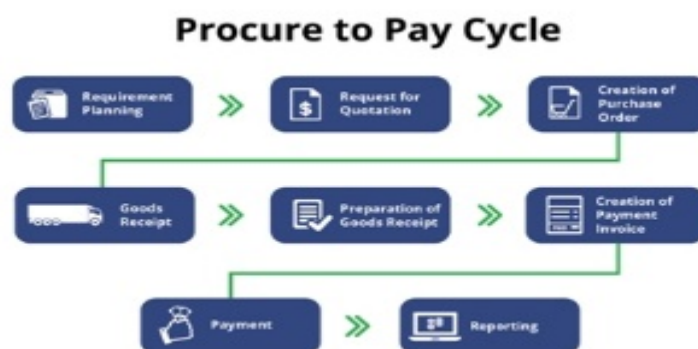 Procure to Pay Cycle
Requirement
Planning
Request for
Quotation
Creation of
Purchase
Order
Goods
Receipt
Preparation of
Goods Receipt
Creation of
Payment
Invoice
Payment
Reporting